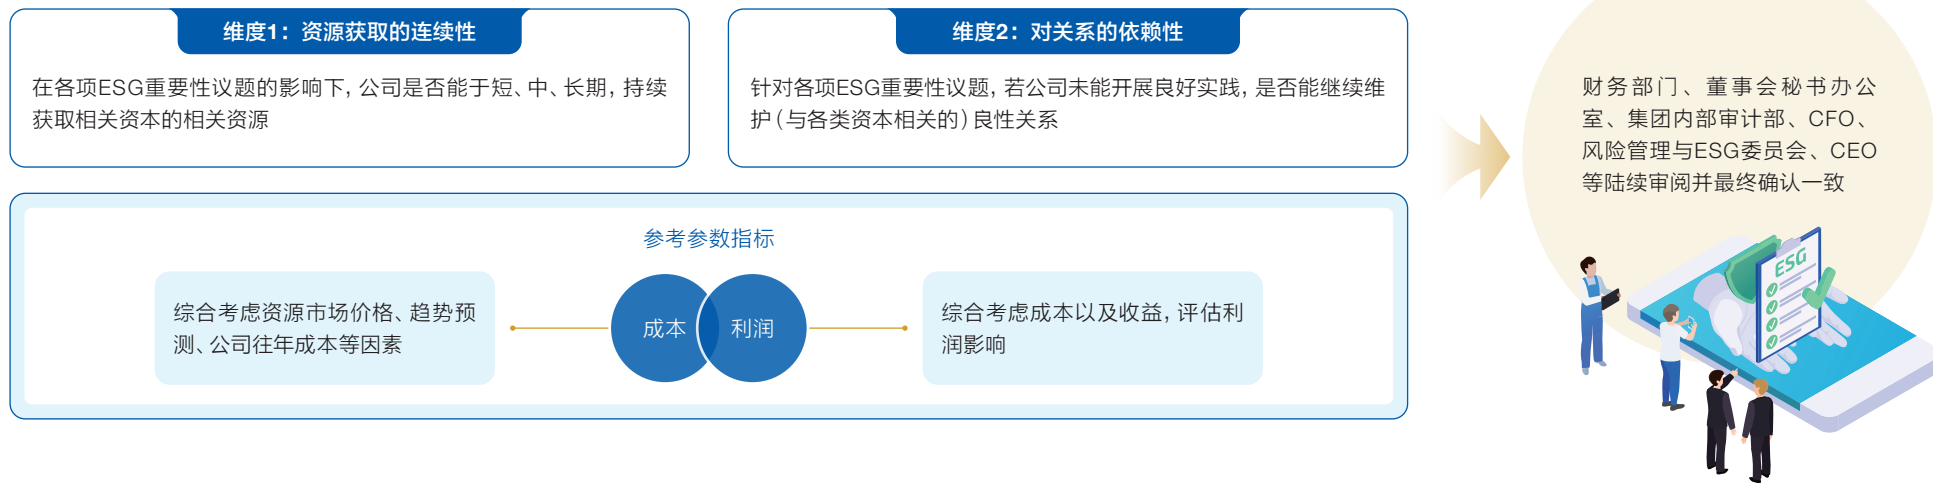 维度1：资源获取的连续性
在各项ESG重要性议题的影响下，公司是否能于短、中、长期，持续
获取相关资本的相关资源
维度2：对关系的依赖性
针对各项ESG重要性议题，若公司未能开展良好实践，是否能继续维
护（与各类资本相关的）良性关系
参考参数指标
综合考虑资源市场价格、趋势预
测、公司往年成本等因素
成本
利润
综合考虑成本以及收益，评估利
润影响
财务部门、董事会秘书办公
室、集团内部审计部、CFO、
风险管理与ESG委员会、CEO
等陆续审阅并最终确认一致
ESG